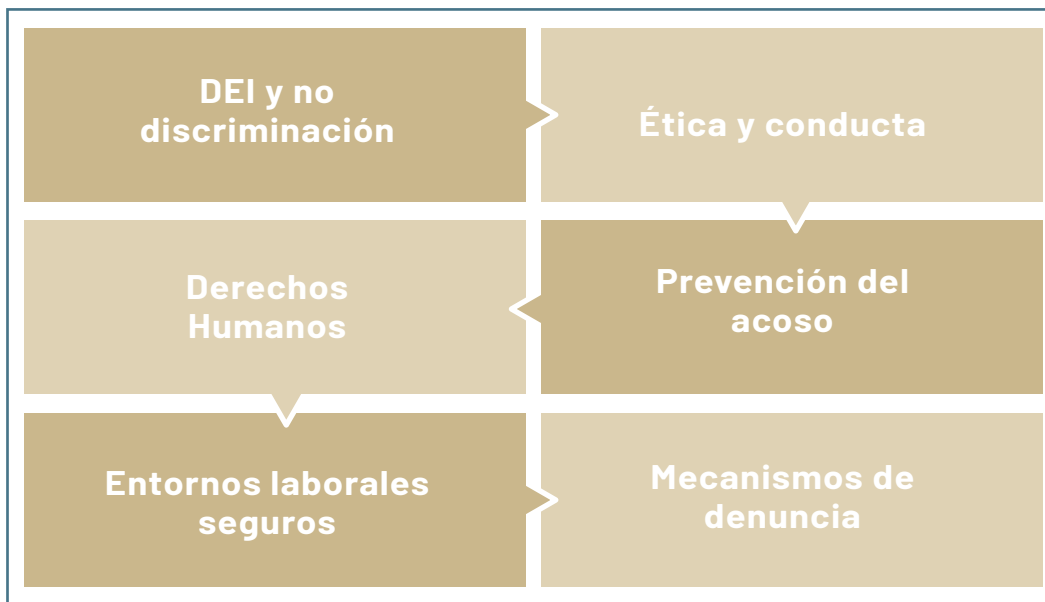 DEI y no
discriminación
Ética y conducta
Prevención del
acoso
Derechos
Humanos
Entornos laborales
seguros
Mecanismos de
denuncia